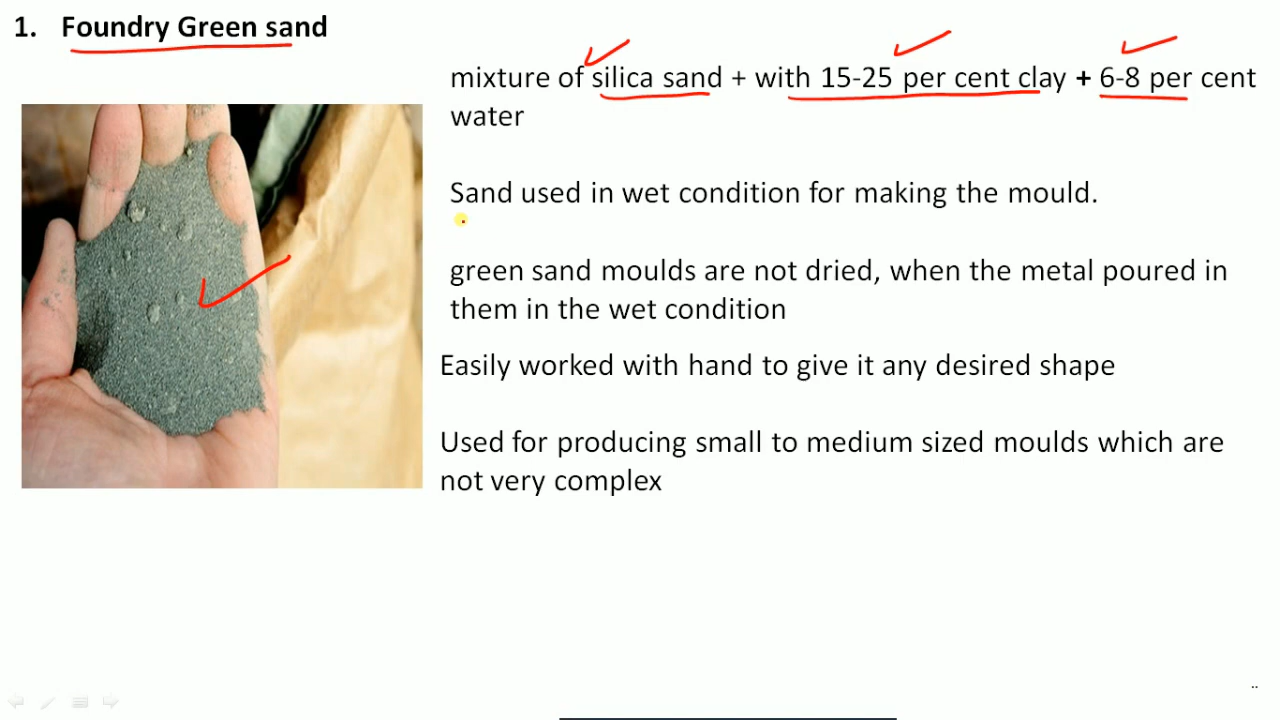 1. Foundry Green sand
mixture of silica sand + with 15-25 per cent clay + 6-8 per cent
water
Sand used in wet condition for making the mould.
green sand moulds are not dried, when the metal poured in
them in the wet condition
Easily worked with hand to give it any desired shape
Used for producing small to medium sized moulds which are
not very complex
..